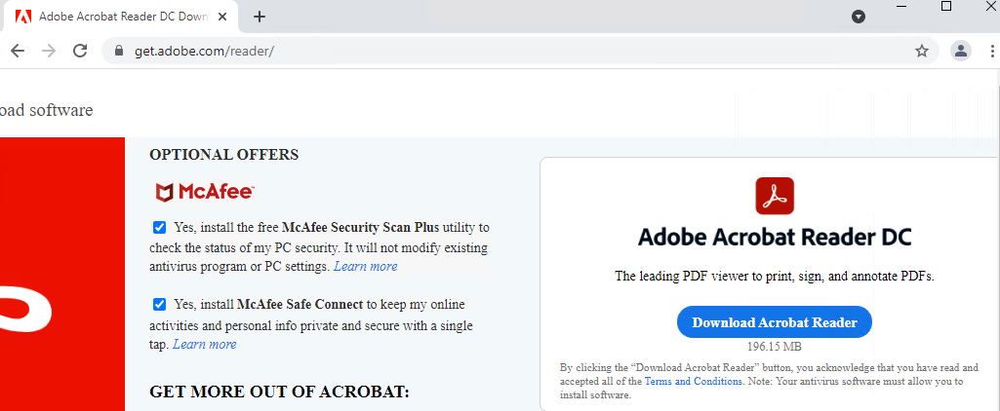 Adobe Acrobat Reader DC Down
get.adobe.com/reader/
oad software
OPTIONAL OFFERS
McAfee™
Yes, install the free McAfee Security Scan Plus utility to
check the status of my PC security. It will not modify existing
antivirus program or PC settings. Learn more
Yes, install McAfee Safe Connect to keep my online
activities and personal info private and secure with a single
tap. Learn more
GET MORE OUT OF ACROBAT:
Adobe Acrobat Reader DC
The leading PDF viewer to print, sign, and annotate PDFs.
Download Acrobat Reader
196.15 MB
By clicking the “Download Acrobat Reader” button, you acknowledge that you have read and
accepted all of the Terms and Conditions. Note: Your antivirus software must allow you to
install software.